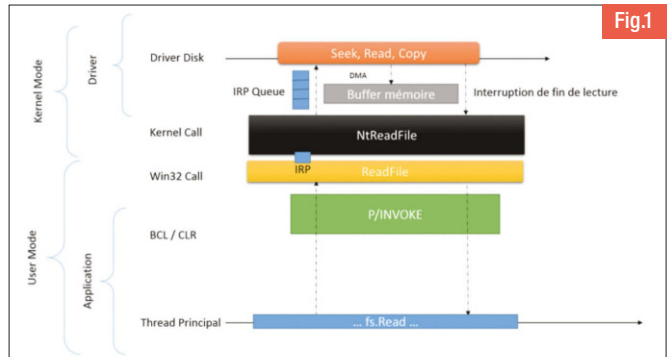 Fig.1
Kernel Mode
Driver
Driver Disk
Seek, Read, Copy
IRP Queue
DMA
Buffer mémoire
Interruption de fin de lecture
Kernel Call
NtReadFile
IRP
Win32 Call
ReadFile
User Mode
Application
P/INVOKE
BCL / CLR
Thread Principal
... fs.Read ...